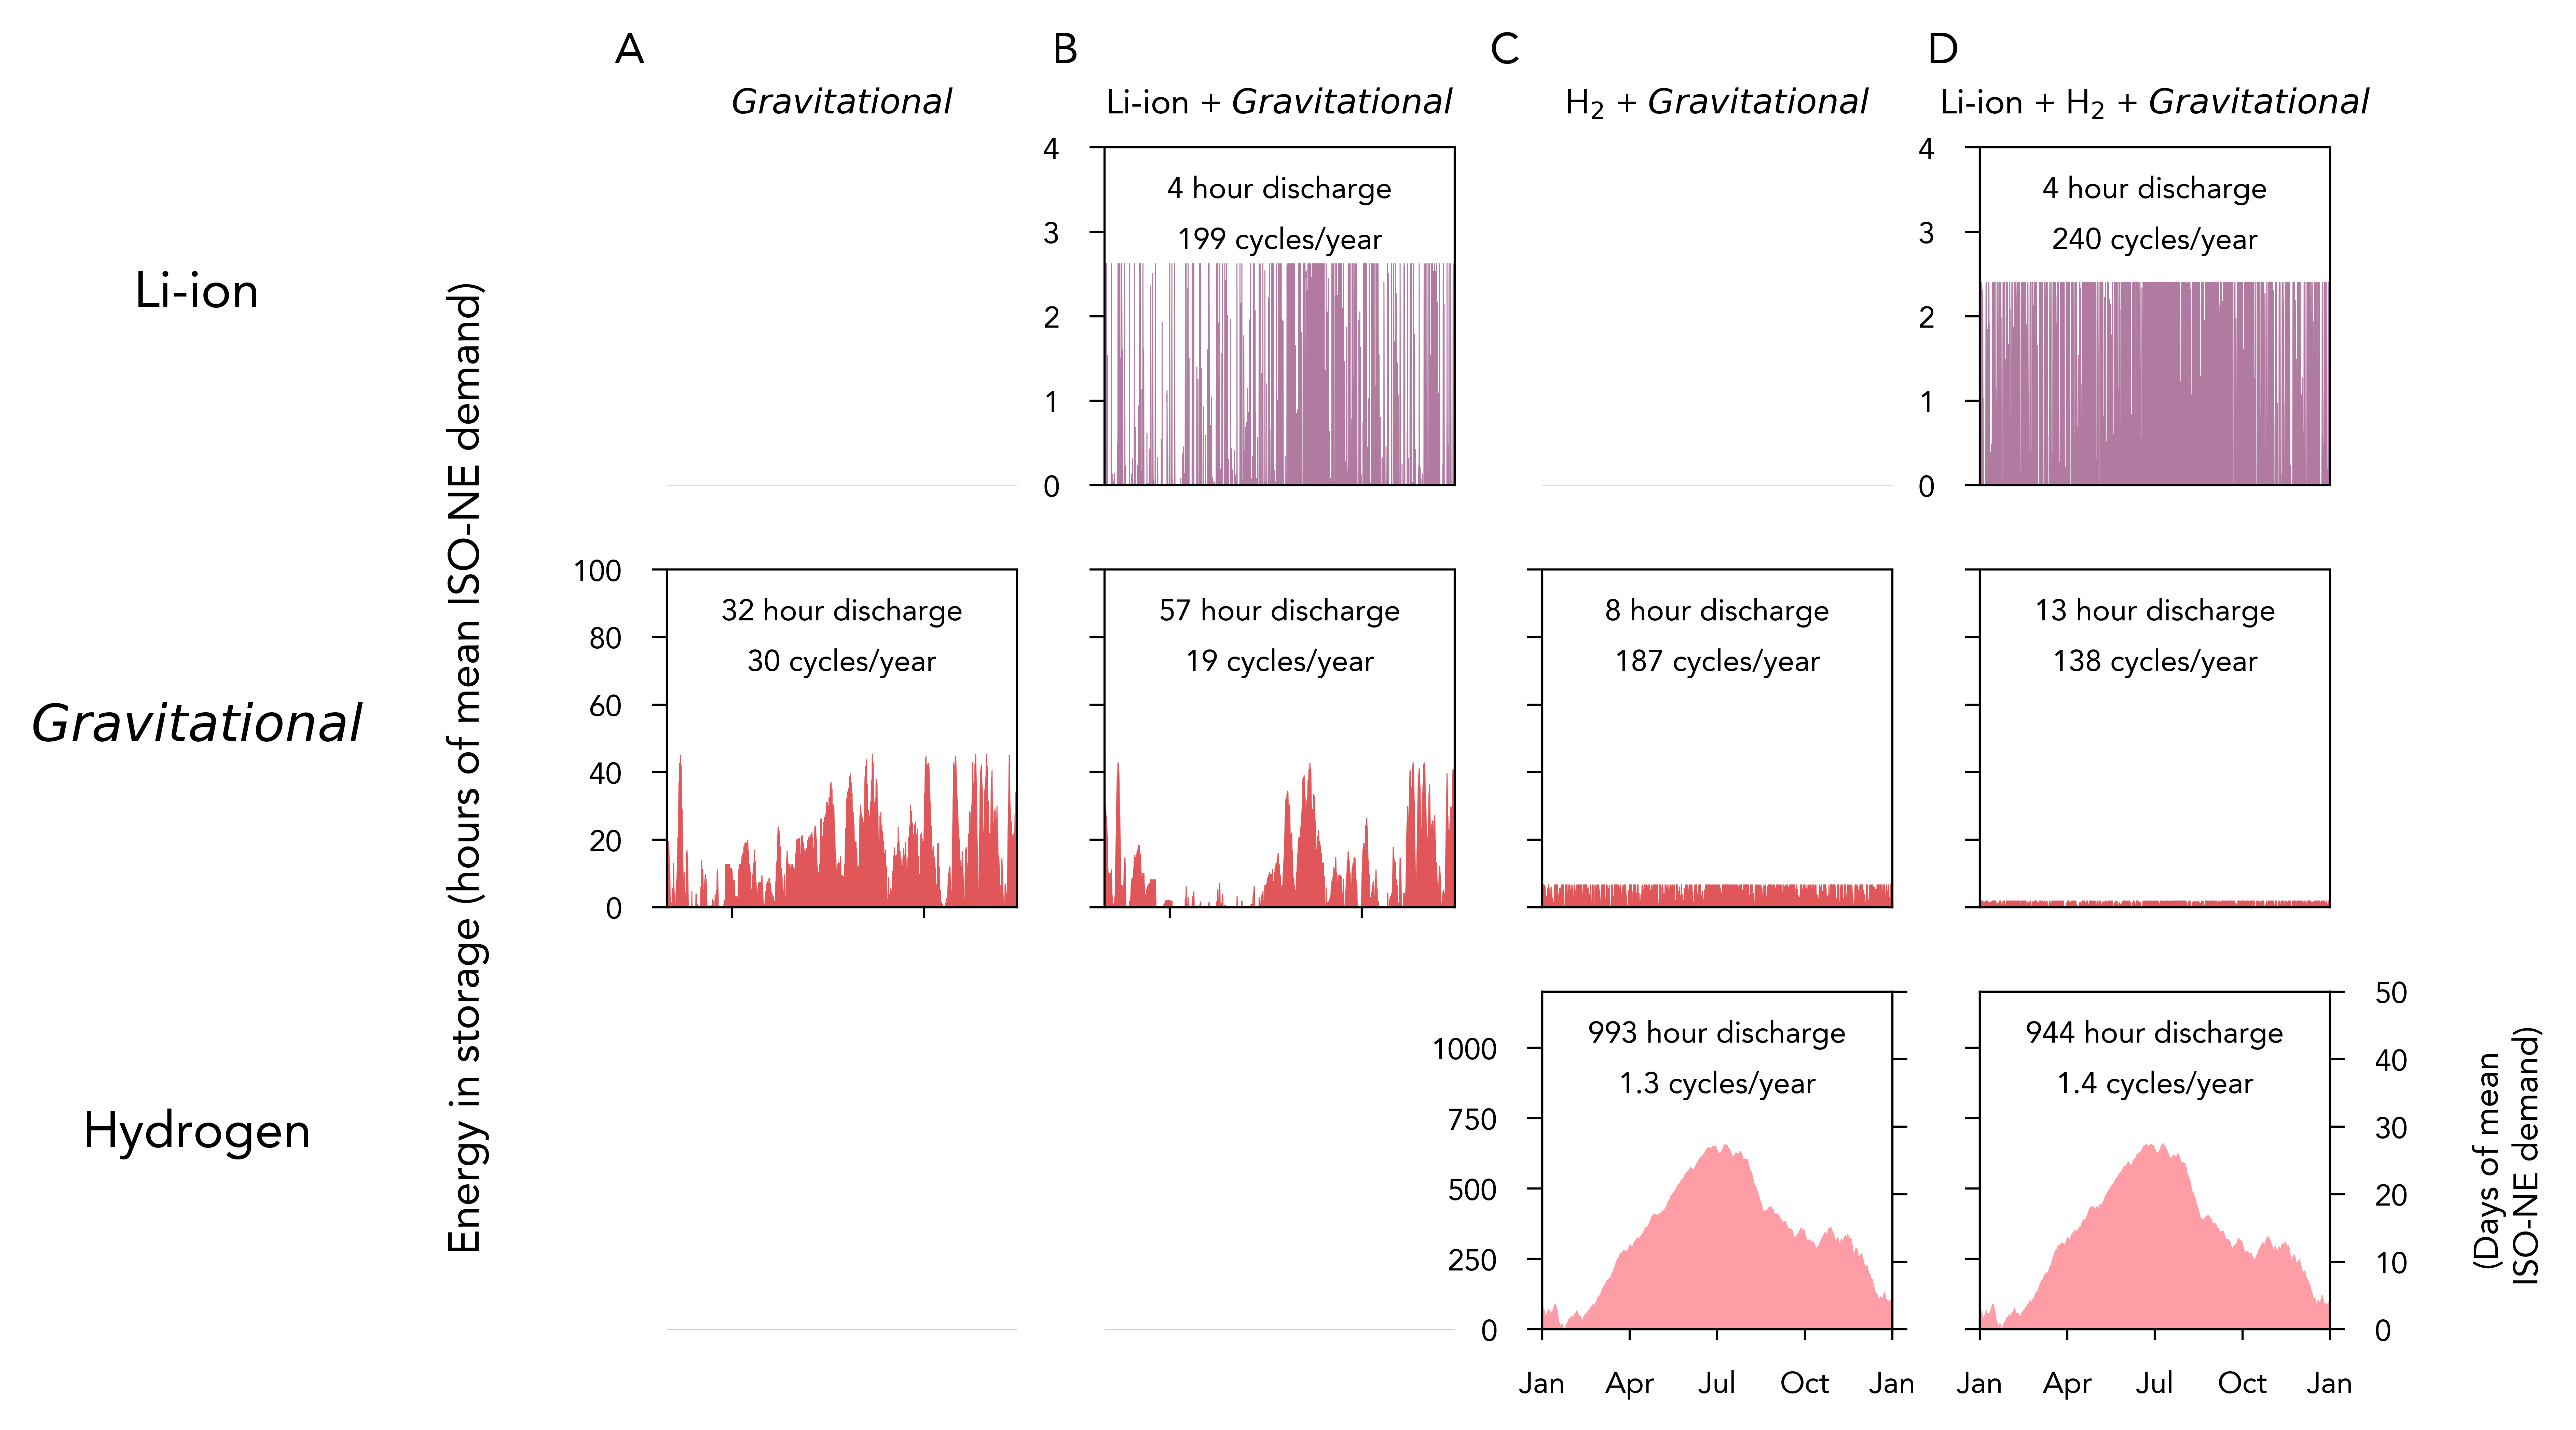 A
B
C
D
Gravitational
Li-ion + Gravitational
H₂ + Gravitational
Li-ion + H₂ + Gravitational
Li-ion
Gravitational
Hydrogen
Energy in storage (hours of mean ISO-NE demand)
4
3
2
1
0
4 hour discharge
199 cycles/year
4
3
2
1
0
4 hour discharge
240 cycles/year
100
80
60
40
20
0
32 hour discharge
30 cycles/year
57 hour discharge
19 cycles/year
8 hour discharge
187 cycles/year
13 hour discharge
138 cycles/year
1000
750
500
250
0
993 hour discharge
1.3 cycles/year
944 hour discharge
1.4 cycles/year
50
40
30
20
10
0
(Days of mean
ISO-NE demand)
Jan Apr Jul Oct Jan
Jan Apr Jul Oct Jan